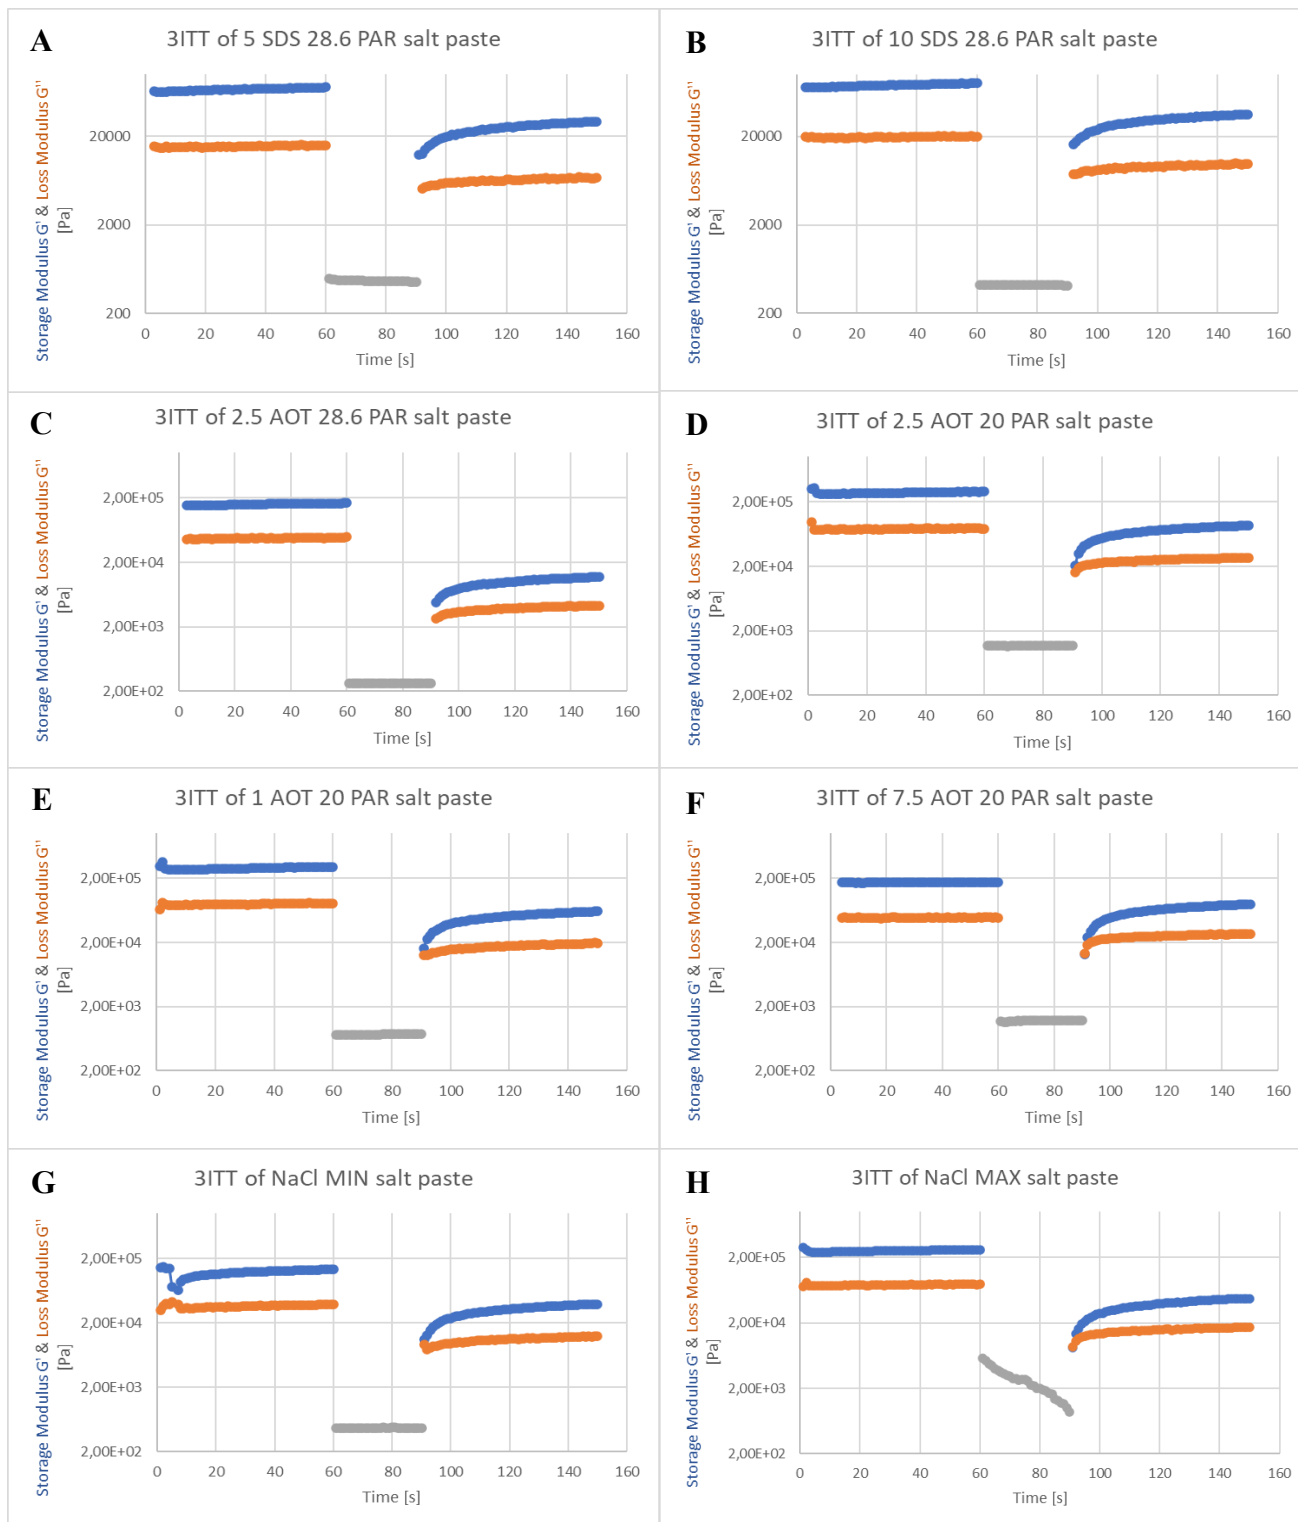 A
3ITT of 5 SDS 28.6 PAR salt paste
Storage Modulus G' & Loss Modulus G''
[Pa]
20000
2000
200
0 20 40 60 80 100 120 140 160
Time [s]
B
3ITT of 10 SDS 28.6 PAR salt paste
Storage Modulus G' & Loss Modulus G''
[Pa]
20000
2000
200
0 20 40 60 80 100 120 140 160
Time [s]
C
3ITT of 2.5 AOT 28.6 PAR salt paste
Storage Modulus G' & Loss Modulus G''
[Pa]
2,00E+05
2,00E+04
2,00E+03
2,00E+02
0 20 40 60 80 100 120 140 160
Time [s]
D
3ITT of 2.5 AOT 20 PAR salt paste
Storage Modulus G' & Loss Modulus G''
[Pa]
2,00E+05
2,00E+04
2,00E+03
2,00E+02
0 20 40 60 80 100 120 140 160
Time [s]
E
3ITT of 1 AOT 20 PAR salt paste
Storage Modulus G' & Loss Modulus G''
[Pa]
2,00E+05
2,00E+04
2,00E+03
2,00E+02
0 20 40 60 80 100 120 140 160
Time [s]
F
3ITT of 7.5 AOT 20 PAR salt paste
Storage Modulus G' & Loss Modulus G''
[Pa]
2,00E+05
2,00E+04
2,00E+03
2,00E+02
0 20 40 60 80 100 120 140 160
Time [s]
G
3ITT of NaCl MIN salt paste
Storage Modulus G' & Loss Modulus G''
[Pa]
2,00E+05
2,00E+04
2,00E+03
2,00E+02
0 20 40 60 80 100 120 140 160
Time [s]
H
3ITT of NaCl MAX salt paste
Storage Modulus G' & Loss Modulus G''
[Pa]
2,00E+05
2,00E+04
2,00E+03
2,00E+02
0 20 40 60 80 100 120 140 160
Time [s]